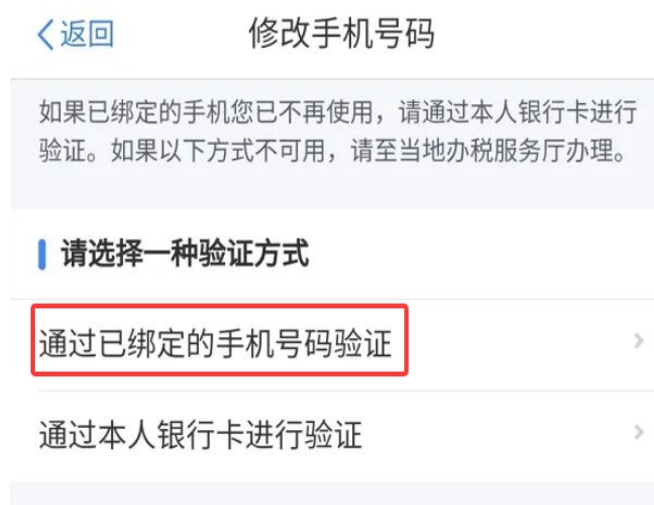 返回 修改手机号码
如果已绑定的手机您已不再使用，请通过本人银行卡进行
验证。如果以下方式不可用，请至当地办税服务厅办理。
请选择一种验证方式
通过已绑定的手机号码验证
通过本人银行卡进行验证